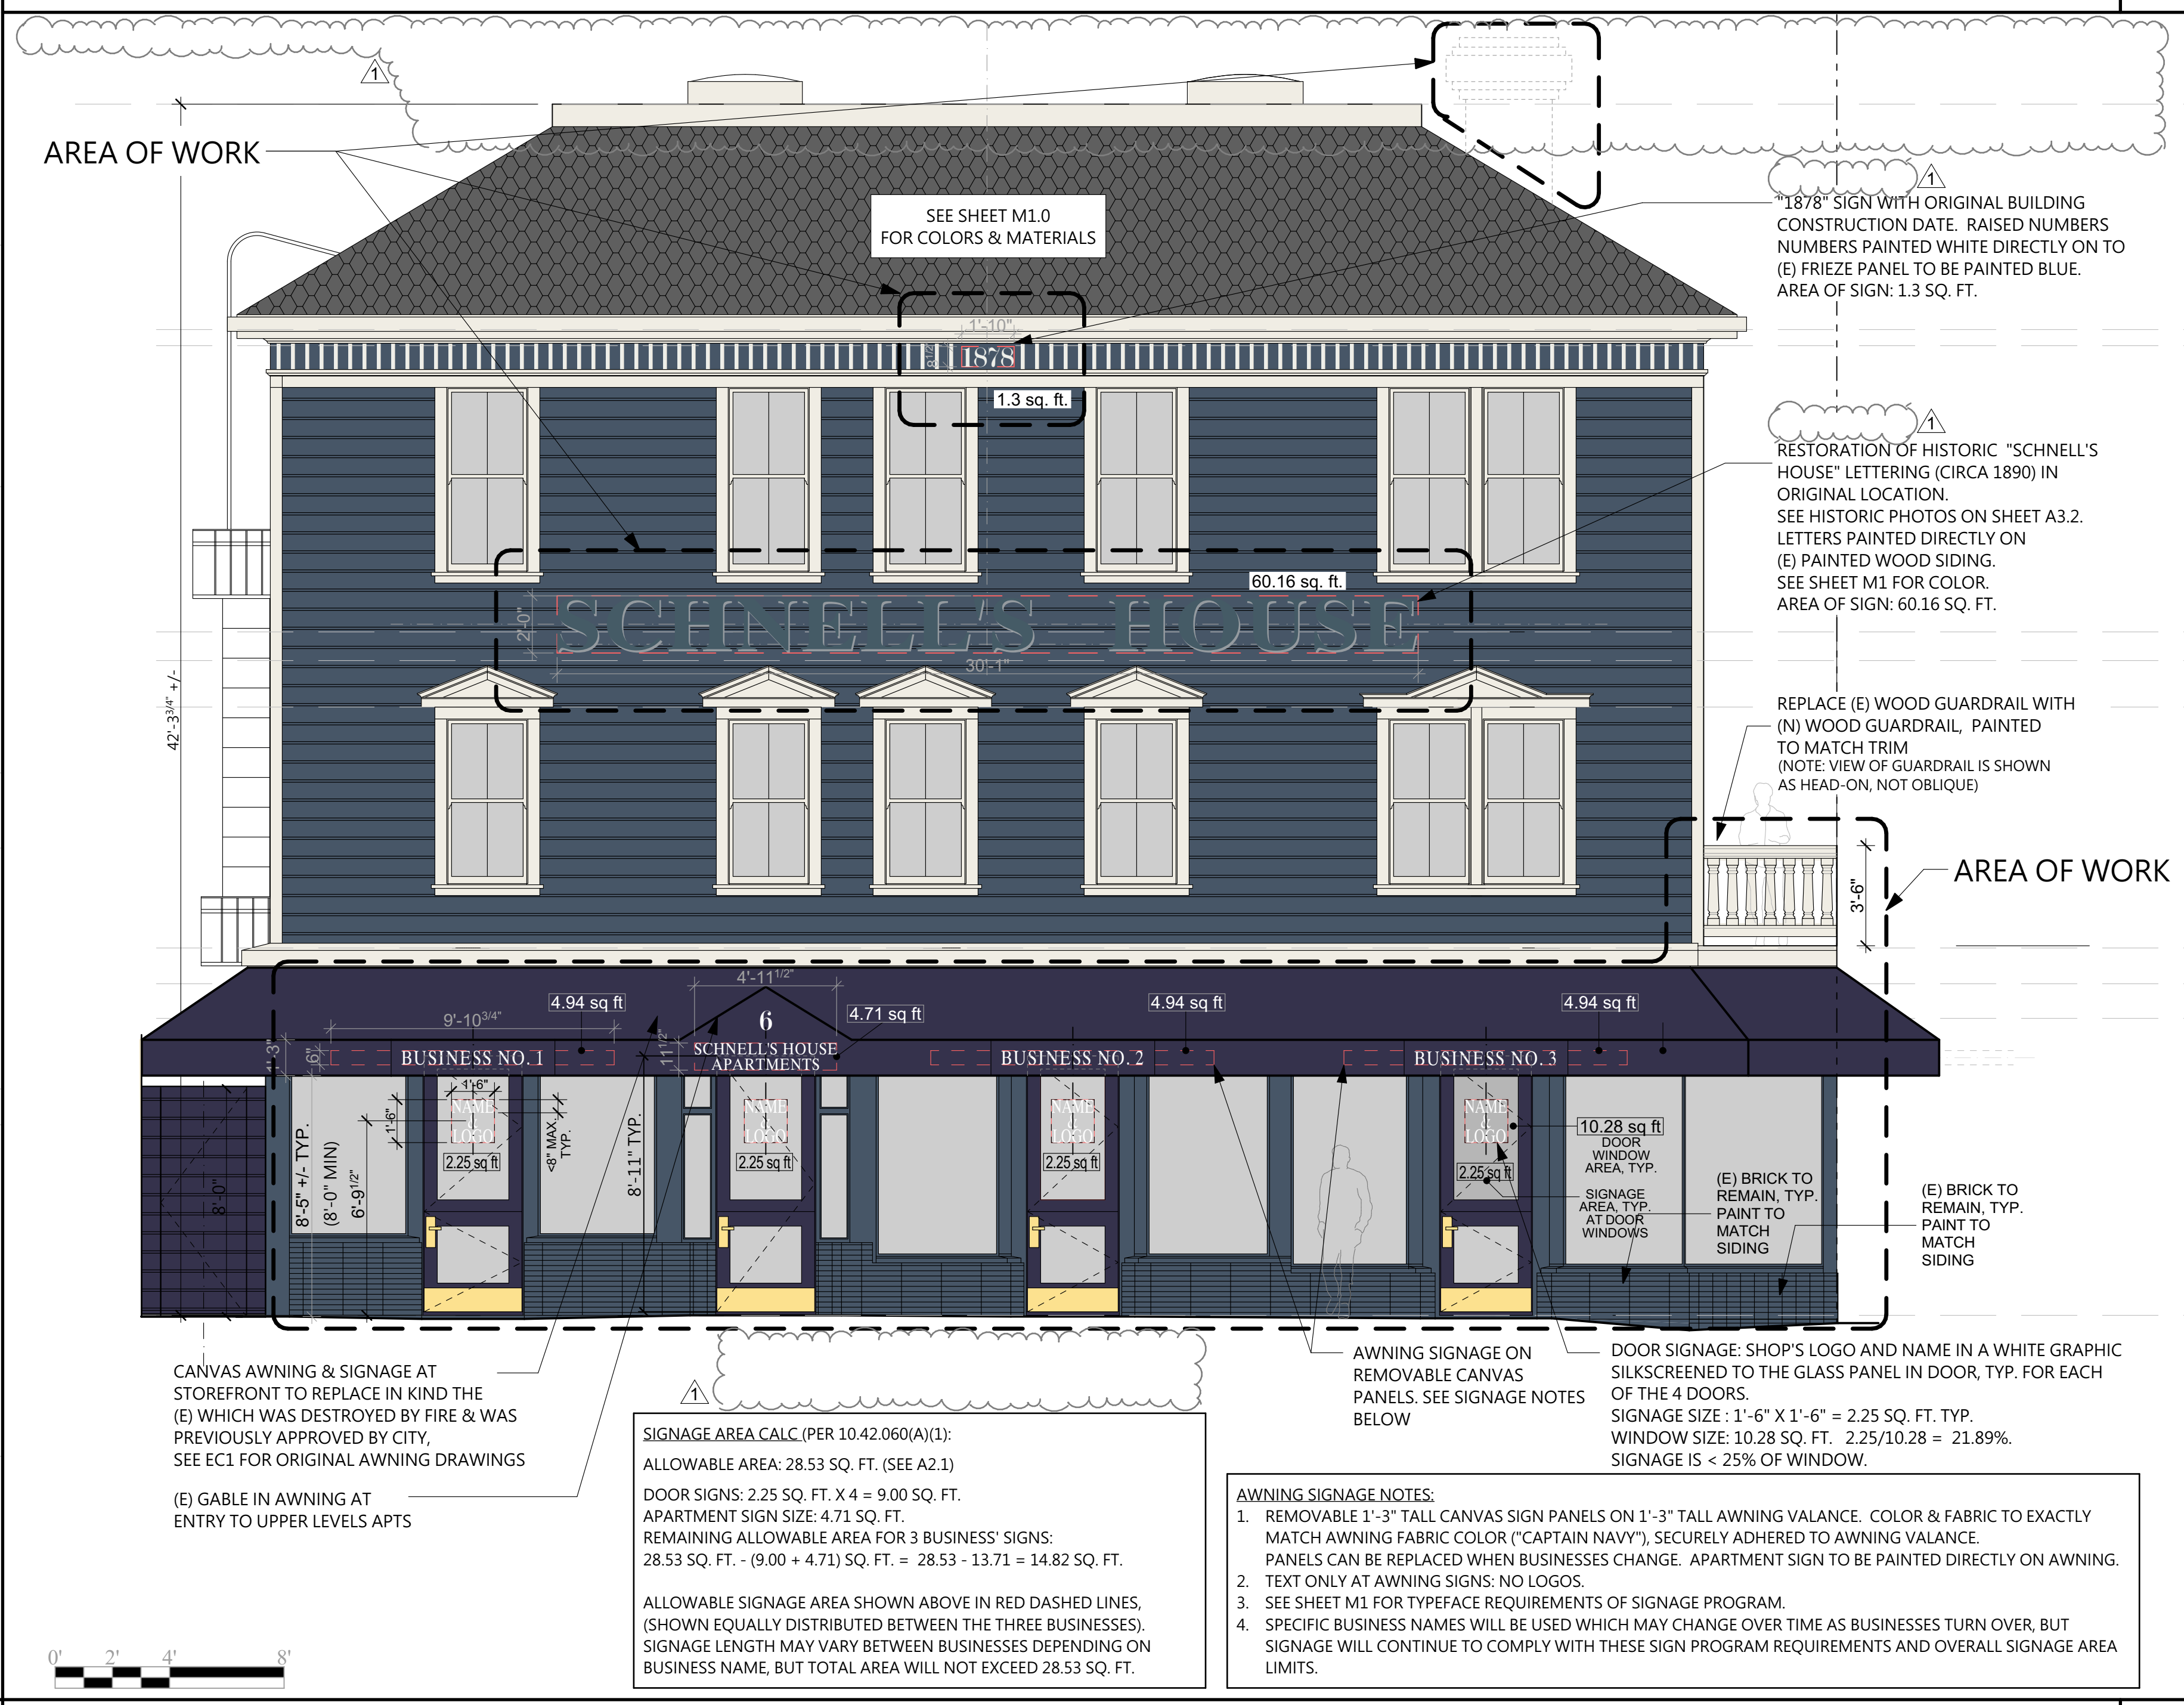 1
AREA OF WORK
SEE SHEET M1.0
FOR COLORS & MATERIALS
1
"1878" SIGN WITH ORIGINAL BUILDING
CONSTRUCTION DATE. RAISED NUMBERS
NUMBERS PAINTED WHITE DIRECTLY ON TO
(E) FRIEZE PANEL TO BE PAINTED BLUE.
AREA OF SIGN: 1.3 SQ. FT.
1'-10"
8 1/2"
1878
1.3 sq. ft.
1
RESTORATION OF HISTORIC "SCHNELL'S
HOUSE" LETTERING (CIRCA 1890) IN
ORIGINAL LOCATION.
SEE HISTORIC PHOTOS ON SHEET A3.2.
LETTERS PAINTED DIRECTLY ON
(E) PAINTED WOOD SIDING.
SEE SHEET M1 FOR COLOR.
AREA OF SIGN: 60.16 SQ. FT.
60.16 sq. ft.
2'-0"
SCHNELL'S HOUSE
30'-1"
42'-3 3/4" +/-
REPLACE (E) WOOD GUARDRAIL WITH
(N) WOOD GUARDRAIL, PAINTED
TO MATCH TRIM
(NOTE: VIEW OF GUARDRAIL IS SHOWN
AS HEAD-ON, NOT OBLIQUE)
AREA OF WORK
3'-6"
4'-11 1/2"
4.94 sq ft
4.71 sq ft
4.94 sq ft
4.94 sq ft
9'-10 3/4"
6
1'-3"
6"
11 1/2"
BUSINESS NO. 1
SCHNELL'S HOUSE
APARTMENTS
BUSINESS NO. 2
BUSINESS NO. 3
1'-6"
1'-6"
NAME
&
LOGO
2.25 sq ft
NAME
&
LOGO
2.25 sq ft
NAME
&
LOGO
2.25 sq ft
NAME
&
LOGO
2.25 sq ft
8'-0"
8'-5" +/- TYP.
(8'-0" MIN)
6'-9 1/2"
<8" MAX.
TYP.
8'-11" TYP.
10.28 sq ft
DOOR
WINDOW
AREA, TYP.
SIGNAGE
AREA, TYP.
AT DOOR
WINDOWS
(E) BRICK TO
REMAIN, TYP.
PAINT TO
MATCH
SIDING
(E) BRICK TO
REMAIN, TYP.
PAINT TO
MATCH
SIDING
CANVAS AWNING & SIGNAGE AT
STOREFRONT TO REPLACE IN KIND THE
(E) WHICH WAS DESTROYED BY FIRE & WAS
PREVIOUSLY APPROVED BY CITY,
SEE EC1 FOR ORIGINAL AWNING DRAWINGS
(E) GABLE IN AWNING AT
ENTRY TO UPPER LEVELS APTS
1
SIGNAGE AREA CALC (PER 10.42.060(A)(1):
ALLOWABLE AREA: 28.53 SQ. FT. (SEE A2.1)
DOOR SIGNS: 2.25 SQ. FT. X 4 = 9.00 SQ. FT.
APARTMENT SIGN SIZE: 4.71 SQ. FT.
REMAINING ALLOWABLE AREA FOR 3 BUSINESS' SIGNS:
28.53 SQ. FT. - (9.00 + 4.71) SQ. FT. = 28.53 - 13.71 = 14.82 SQ. FT.
ALLOWABLE SIGNAGE AREA SHOWN ABOVE IN RED DASHED LINES,
(SHOWN EQUALLY DISTRIBUTED BETWEEN THE THREE BUSINESSES).
SIGNAGE LENGTH MAY VARY BETWEEN BUSINESSES DEPENDING ON
BUSINESS NAME, BUT TOTAL AREA WILL NOT EXCEED 28.53 SQ. FT.
AWNING SIGNAGE ON
REMOVABLE CANVAS
PANELS. SEE SIGNAGE NOTES
BELOW
DOOR SIGNAGE: SHOP'S LOGO AND NAME IN A WHITE GRAPHIC
SILKSCREENED TO THE GLASS PANEL IN DOOR, TYP. FOR EACH
OF THE 4 DOORS.
SIGNAGE SIZE : 1'-6" X 1'-6" = 2.25 SQ. FT. TYP.
WINDOW SIZE: 10.28 SQ. FT. 2.25/10.28 = 21.89%.
SIGNAGE IS < 25% OF WINDOW.
AWNING SIGNAGE NOTES:
1. REMOVABLE 1'-3" TALL CANVAS SIGN PANELS ON 1'-3" TALL AWNING VALANCE. COLOR & FABRIC TO EXACTLY
MATCH AWNING FABRIC COLOR ("CAPTAIN NAVY"), SECURELY ADHERED TO AWNING VALANCE.
PANELS CAN BE REPLACED WHEN BUSINESSES CHANGE. APARTMENT SIGN TO BE PAINTED DIRECTLY ON AWNING.
2. TEXT ONLY AT AWNING SIGNS: NO LOGOS.
3. SEE SHEET M1 FOR TYPEFACE REQUIREMENTS OF SIGNAGE PROGRAM.
4. SPECIFIC BUSINESS NAMES WILL BE USED WHICH MAY CHANGE OVER TIME AS BUSINESSES TURN OVER, BUT
SIGNAGE WILL CONTINUE TO COMPLY WITH THESE SIGN PROGRAM REQUIREMENTS AND OVERALL SIGNAGE AREA
LIMITS.
0' 2' 4' 8'